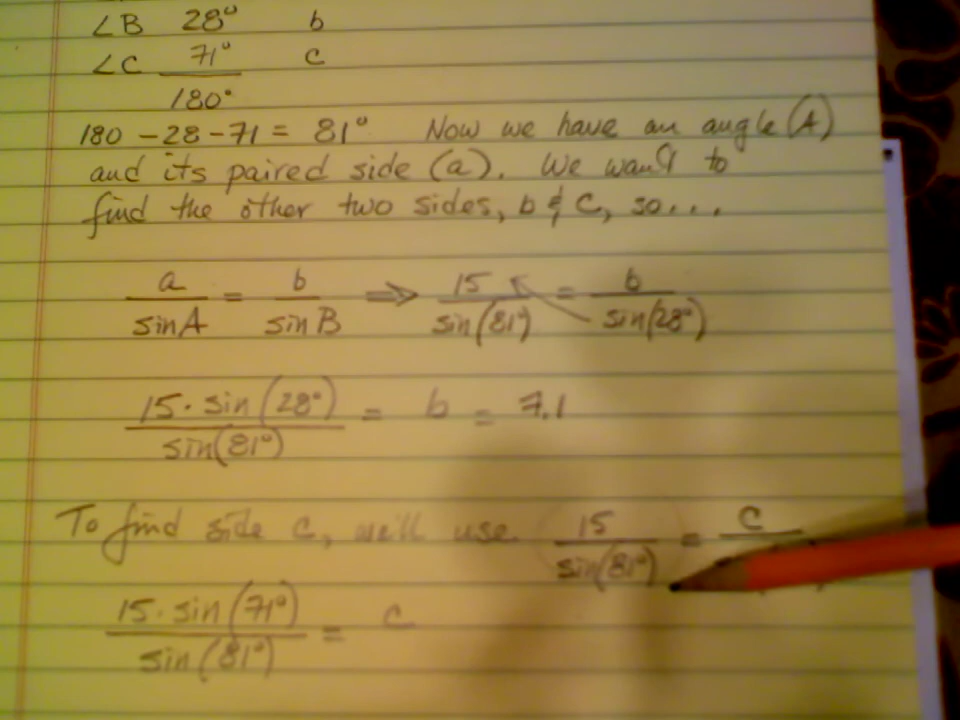 ∠B 28° b
∠C 71° c
180°
180 - 28 - 71 = 81° Now we have an angle (A)
and its paired side (a). We want to
find the other two sides, b & c, so...
a/sinA = b/sinB ⇒ 15/sin(81°) = b/sin(28°)
15 · sin(28°)/sin(81°) = b = 7.1
To find side c, we'll use 15/sin(81°) = c/
15 · sin(71°)/sin(81°) = c